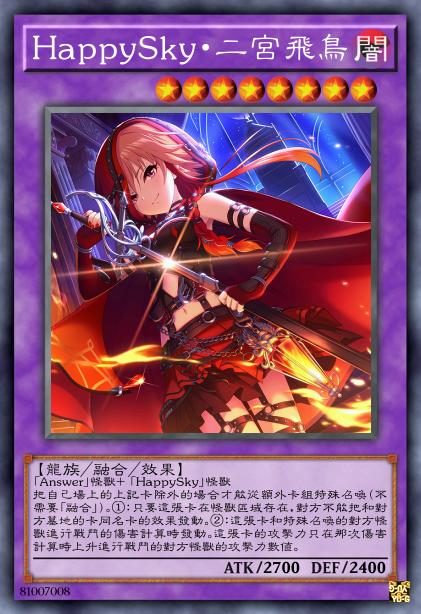 HappySky・二宮飛鳥
闇
【龍族/融合/效果】
「Answer」怪獸+「HappySky」怪獸
把自己場上的上記卡除外的場合才能從額外卡組特殊召喚(不
需要「融合」)。①:只要這張卡在怪獸區域存在,對方不能把和對
方墓地的卡同名卡的效果發動。②:這張卡和特殊召喚的對方怪
獸進行戰鬥的傷害計算時發動。這張卡的攻擊力只在那次傷害
計算時上升進行戰鬥的對方怪獸的攻擊力數值。
ATK/2700 DEF/2400
81007008